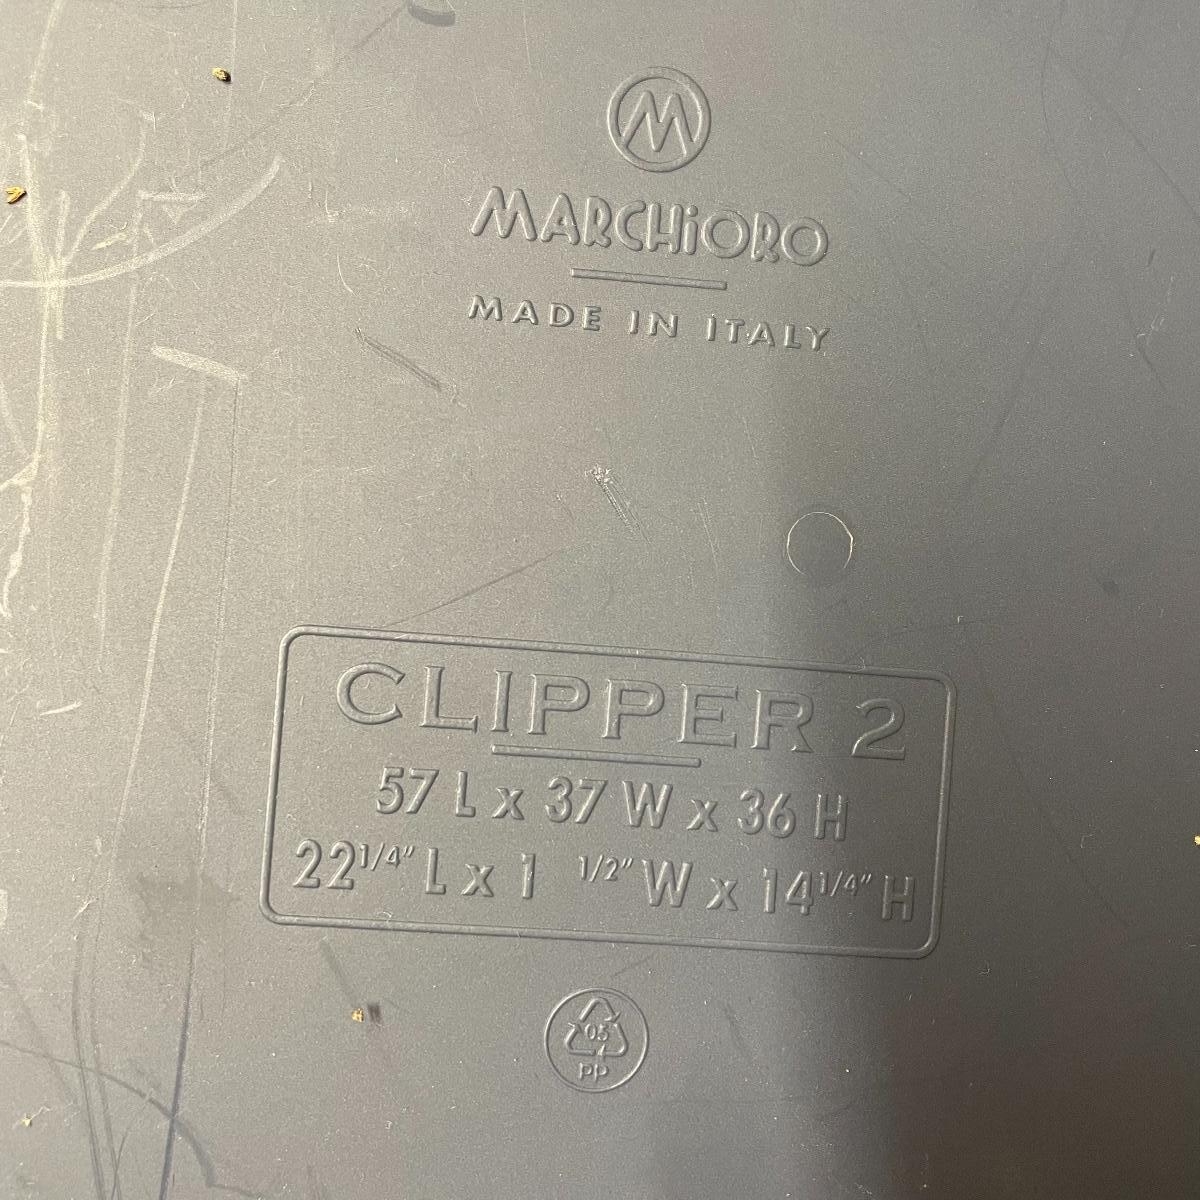 M
MARCHiORO
MADE IN ITALY
CLIPPER 2
57 L x 37 W x 36 H
22 1/4" L x 1 1/2" W x 14 1/4" H
05
PP